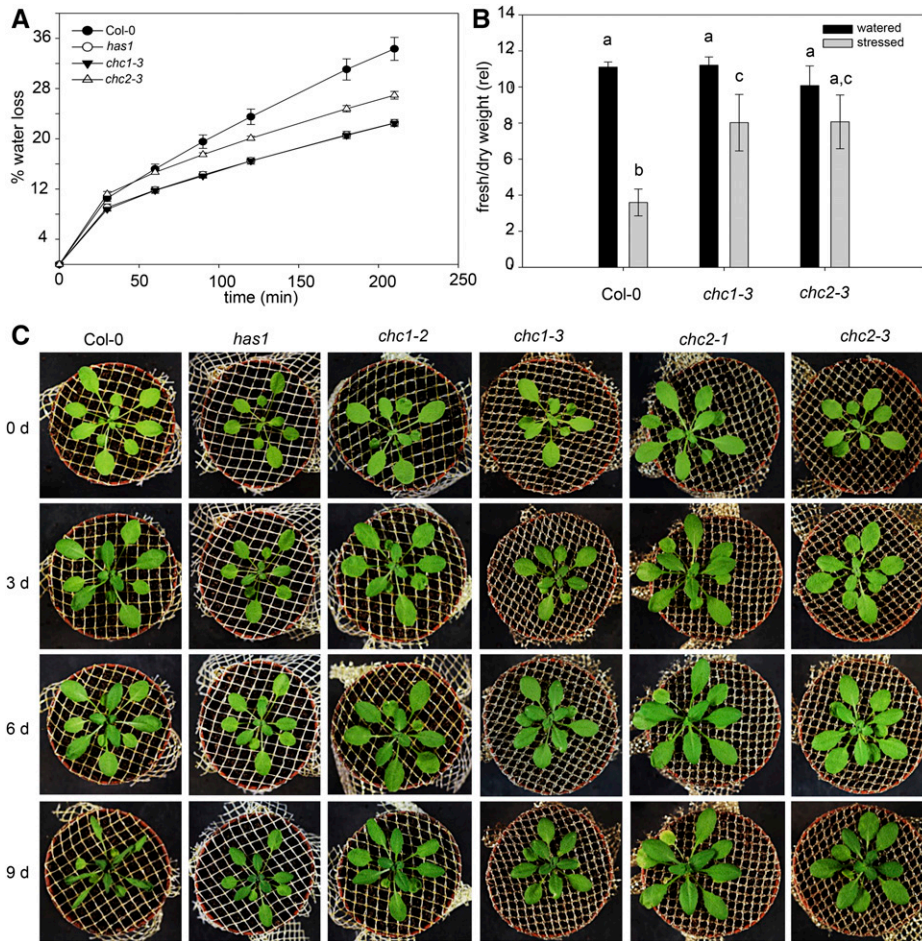 A
Col-0
has1
chc1-3
chc2-3
% water loss
36
28
20
12
4
0
50
100
150
200
250
time (min)
B
watered
stressed
fresh/dry weight (rel)
14
12
10
8
6
4
2
0
a
b
a
c
a
a,c
Col-0
chc1-3
chc2-3
C
Col-0
has1
chc1-2
chc1-3
chc2-1
chc2-3
0 d
3 d
6 d
9 d